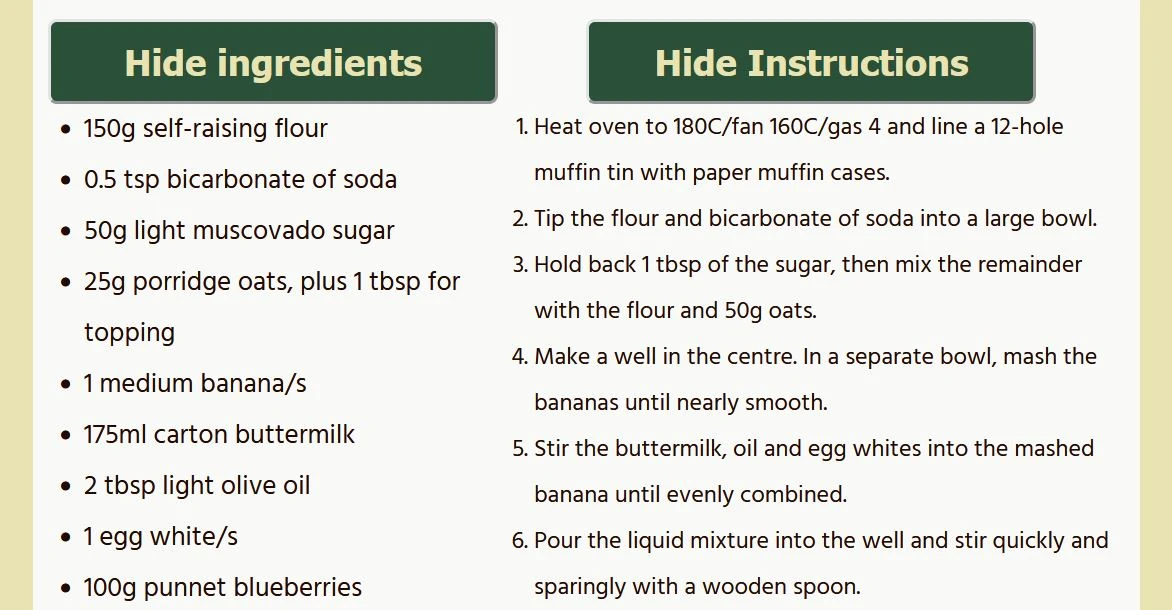 Hide ingredients
150g self-raising flour
0.5 tsp bicarbonate of soda
50g light muscovado sugar
25g porridge oats, plus 1 tbsp for
topping
1 medium banana/s
175ml carton buttermilk
2 tbsp light olive oil
1 egg white/s
100g punnet blueberries
Hide Instructions
1. Heat oven to 180C/fan 160C/gas 4 and line a 12-hole
muffin tin with paper muffin cases.
2. Tip the flour and bicarbonate of soda into a large bowl.
3. Hold back 1 tbsp of the sugar, then mix the remainder
with the flour and 50g oats.
4. Make a well in the centre. In a separate bowl, mash the
bananas until nearly smooth.
5. Stir the buttermilk, oil and egg whites into the mashed
banana until evenly combined.
6. Pour the liquid mixture into the well and stir quickly and
sparingly with a wooden spoon.